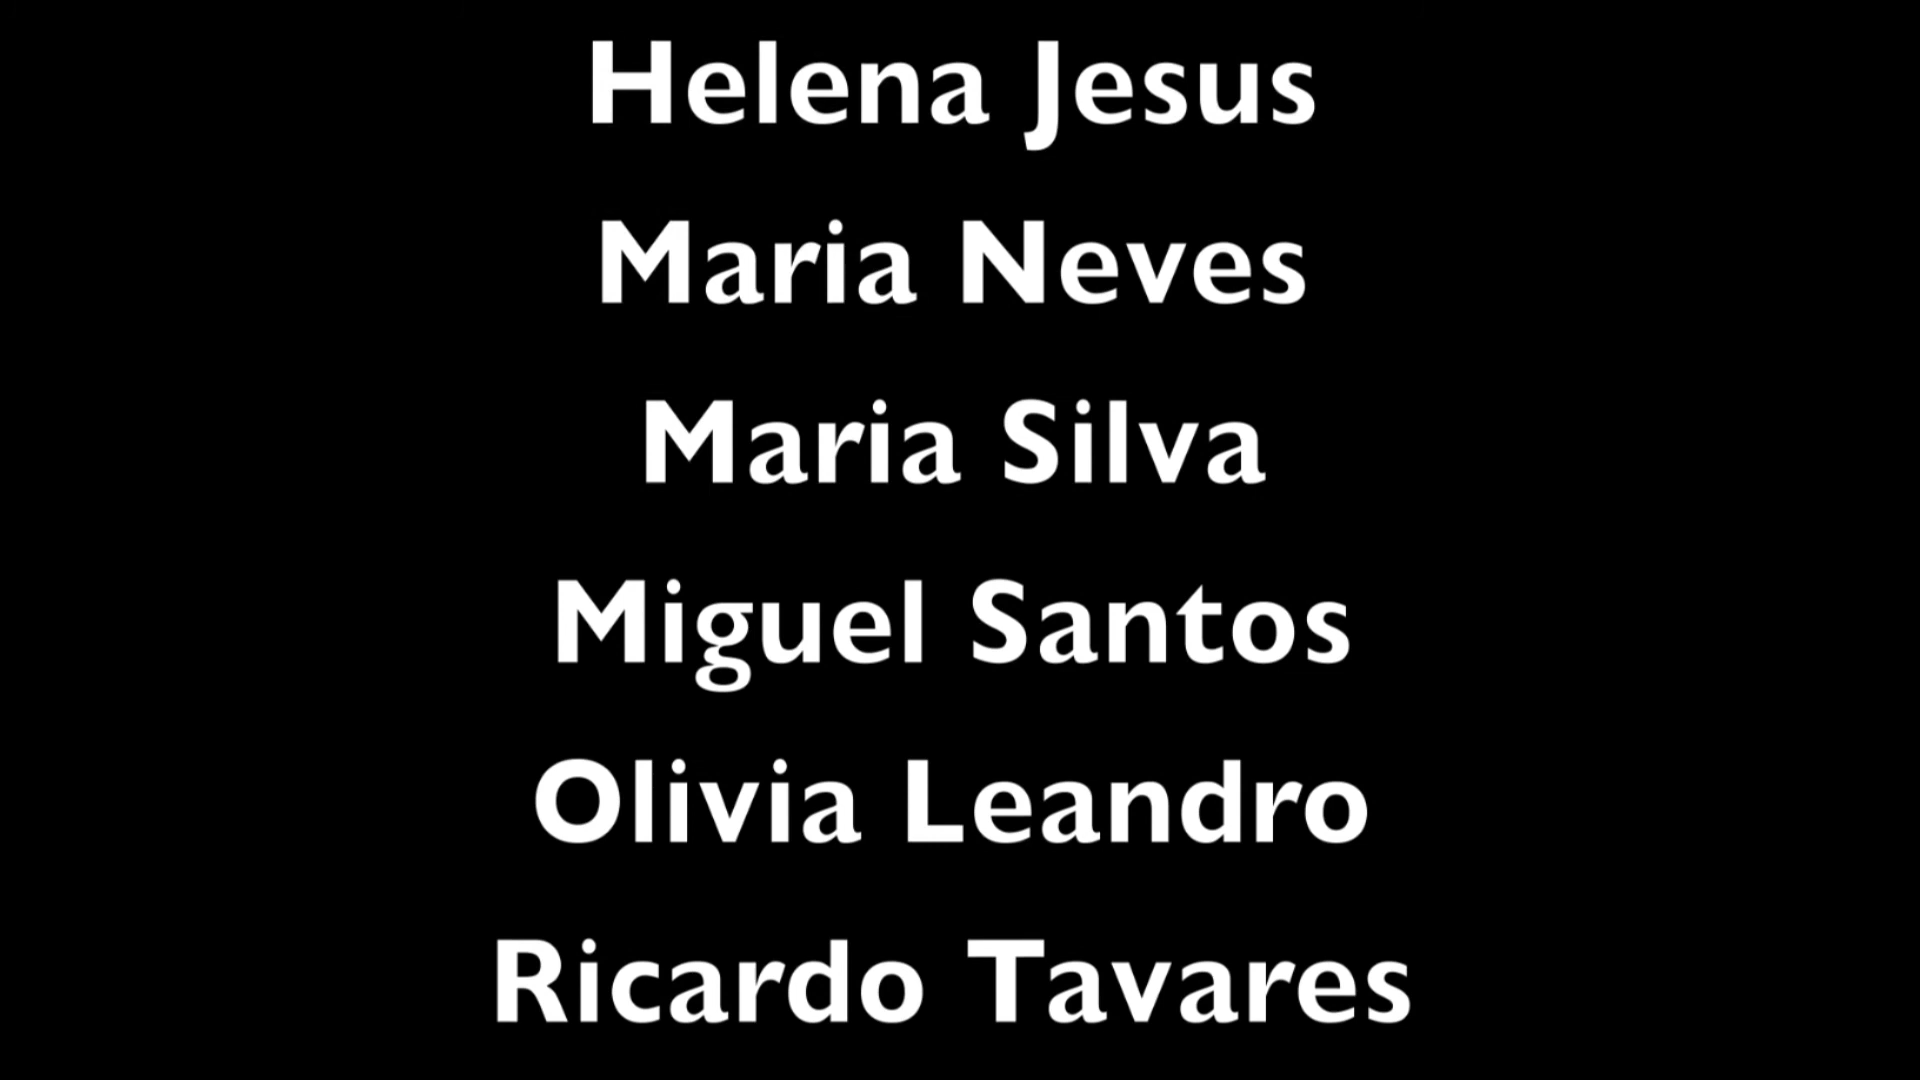 Helena Jesus
Maria Neves
Maria Silva
Miguel Santos
Olivia Leandro
Ricardo Tavares